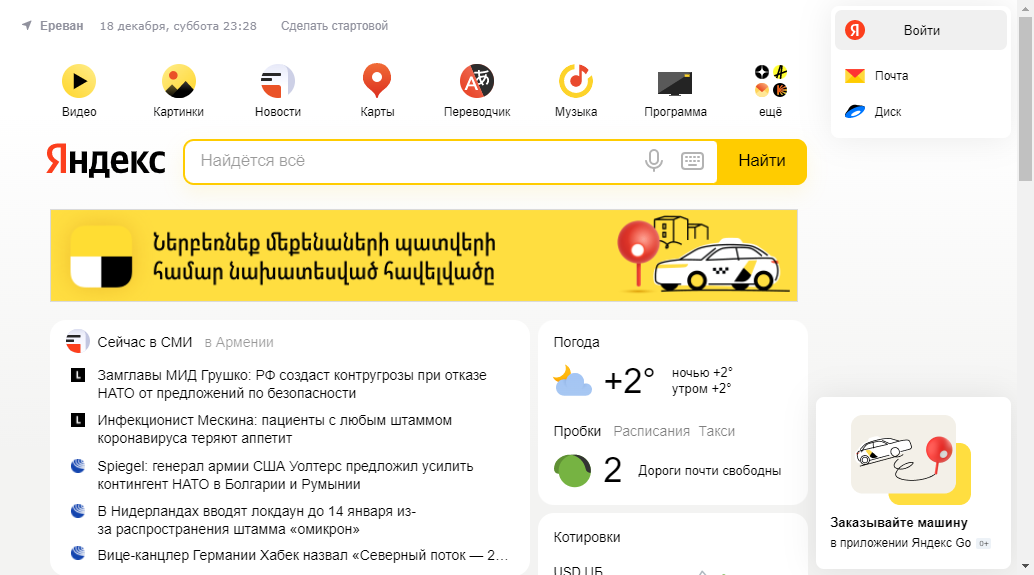 Ереван 18 декабря, суббота 23:28 Сделать стартовой
Войти
Почта
Диск
Видео Картинки Новости Карты Переводчик Музыка Программа ещё
Яндекс Найдётся всё Найти
Ներբեռնեք մեքենաների պատվերի
համար նախատեսված հավելվածը
Сейчас в СМИ в Армении
Замглавы МИД Грушко: РФ создаст контругрозы при отказе
НАТО от предложений по безопасности
Инфекционист Мескина: пациенты с любым штаммом
коронавируса теряют аппетит
Spiegel: генерал армии США Уолтерс предложил усилить
контингент НАТО в Болгарии и Румынии
В Нидерландах вводят локдаун до 14 января из-
за распространения штамма «омикрон»
Вице-канцлер Германии Хабек назвал «Северный поток — 2…
Погода
+2°
ночью +2°
утром +2°
Пробки Расписания Такси
2 Дороги почти свободны
Котировки
USD ЦБ
Заказывайте машину
в приложении Яндекс Go 0+